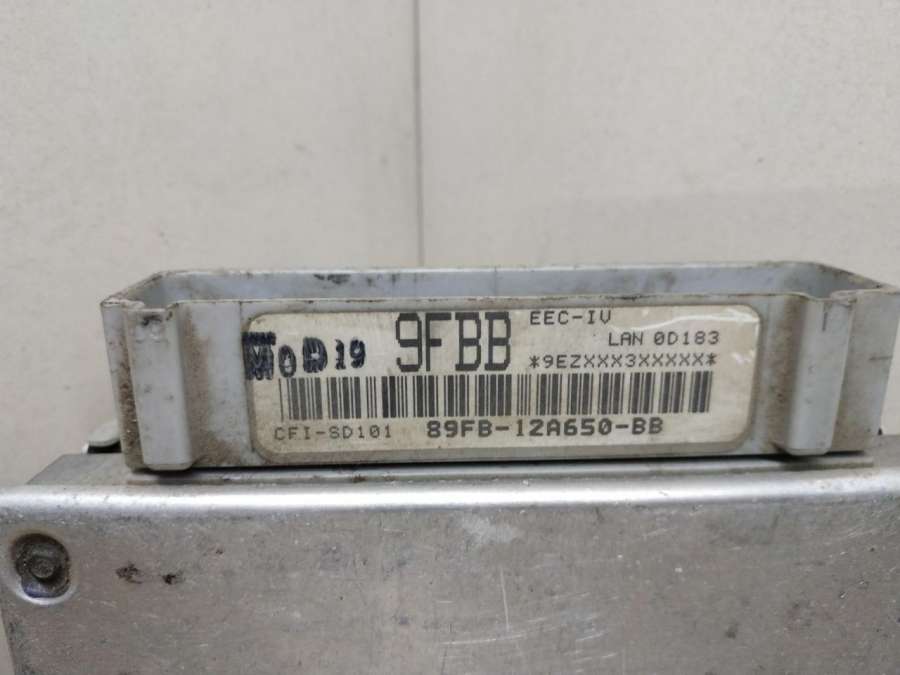 EEC-IV
MOD19 9FBB LAN 0D183
*9EZXXX3XXXXX*
CFI-SD101 89FB-12A650-BB